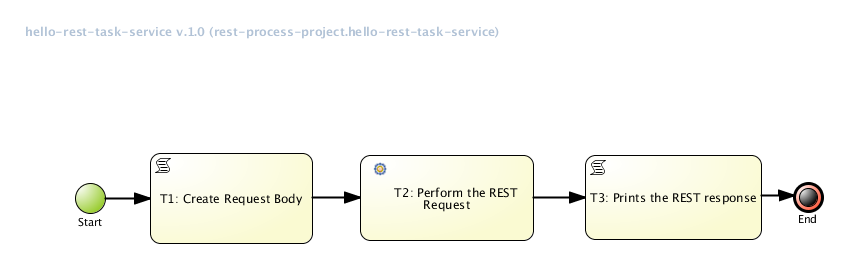 hello-rest-task-service v.1.0 (rest-process-project.hello-rest-task-service)
Start
T1: Create Request Body
T2: Perform the REST
Request
T3: Prints the REST response
End